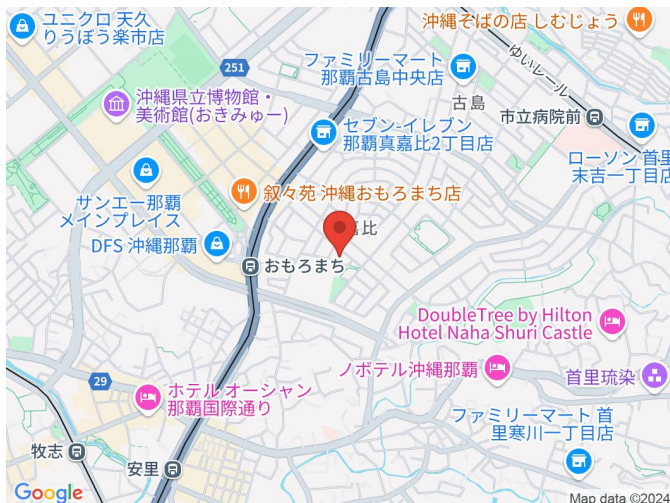 ユニクロ 天久
りうぼう楽市店
沖縄そばの店 しむじょう
ファミリーマート
那覇古島中央店
ゆいレール
251
沖縄県立博物館・
美術館(おきみゅー)
古島
市立病院前
セブン-イレブン
那覇真嘉比2丁目店
ローソン 首里
末吉一丁目店
サンエー那覇
メインプレイス
叙々苑 沖縄おもろまち店
嘉比
DFS 沖縄那覇
おもろまち
DoubleTree by Hilton
Hotel Naha Shuri Castle
ノボテル沖縄那覇
首里琉染
29
ホテル オーシャン
那覇国際通り
ファミリーマート 首
里寒川一丁目店
牧志
安里
Google
Map data ©2024